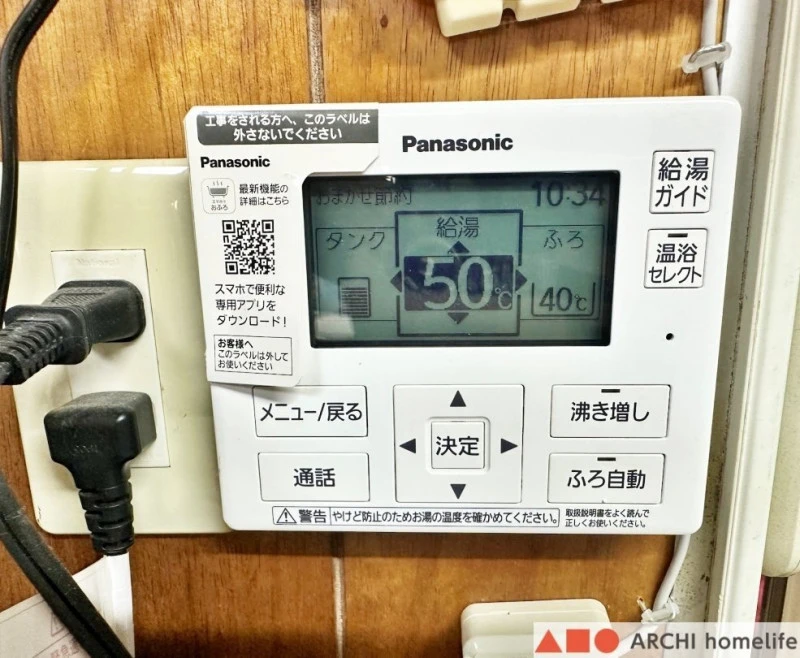 工事をされる方へ、このラベルは
外さないでください
Panasonic
最新機能の
詳細はこちら
おふろ
スマホで便利な
専用アプリを
ダウンロード！
お客様へ
このラベルは外して
お使いください
Panasonic
おまかせ節約 10:34
タンク
給湯
50℃
ふろ
40℃
給湯
ガイド
温浴
セレクト
メニュー/戻る
決定
沸き増し
通話
ふろ自動
警告 やけど防止のためお湯の温度を確かめてください。
取扱説明書をよく読んで
正しくお使いください。
ARCHI homelife